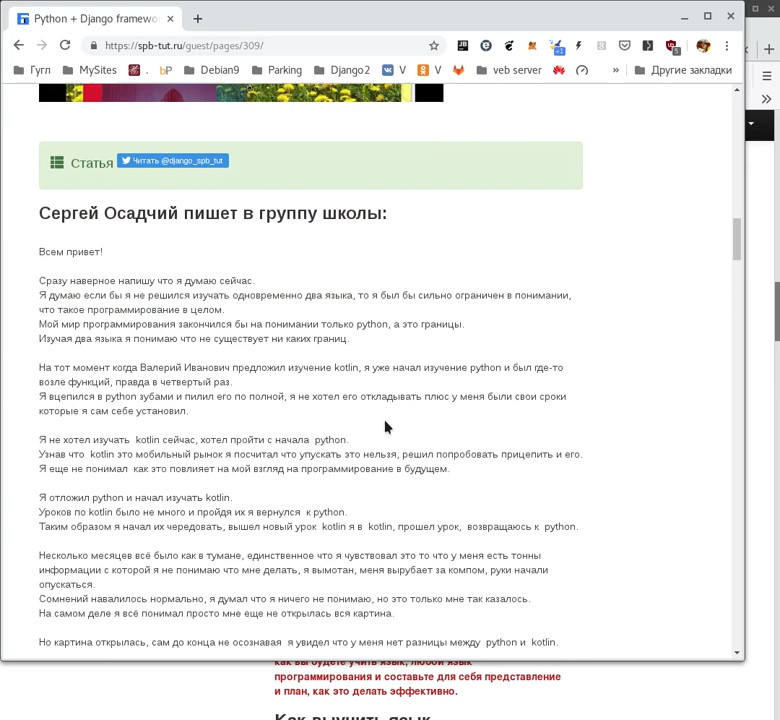 Python + Django framewo
https://spb-tut.ru/guest/pages/309/
Гугл MySites . Debian9 Parking Django2 V V veb server » Другие закладки
Статья Читать @django_spb_tut
Сергей Осадчий пишет в группу школы:
Всем привет!
Сразу наверное напишу что я думаю сейчас.
Я думаю если бы я не решился изучать одновременно два языка, то я был бы сильно ограничен в понимании,
что такое программирование в целом.
Мой мир программирования закончился бы на понимании только python, а это границы.
Изучая два языка я понимаю что не существует ни каких границ.
На тот момент когда Валерий Иванович предложил изучение kotlin, я уже начал изучение python и был где-то
возле функций, правда в четвертый раз.
Я вцепился в python зубами и пилил его по полной, я не хотел его откладывать плюс у меня были свои сроки
которые я сам себе установил.
Я не хотел изучать kotlin сейчас, хотел пройти с начала python.
Узнав что kotlin это мобильный рынок я посчитал что упускать это нельзя, решил попробовать прицепить и его.
Я еще не понимал как это повлияет на мой взгляд на программирование в будущем.
Я отложил python и начал изучать kotlin.
Уроков по kotlin было не много и пройдя их я вернулся к python.
Таким образом я начал их чередовать, вышел новый урок kotlin я в kotlin, прошел урок, возвращаюсь к python.
Несколько месяцев всё было как в тумане, единственное что я чувствовал это то что у меня есть тонны
информации с которой я не понимаю что мне делать, я вымотан, меня вырубает за компом, руки начали
опускаться.
Сомнений навалилось нормально, я думал что я ничего не понимаю, но это только мне так казалось.
На самом деле я всё понимал просто мне еще не открылась вся картина.
Но картина открылась, сам до конца не осознавая я увидел что у меня нет разницы между python и kotlin.
как вы будете учить язык, любой язык
программирования и составьте для себя представление
и план, как это делать эффективно.
Как выучить язык